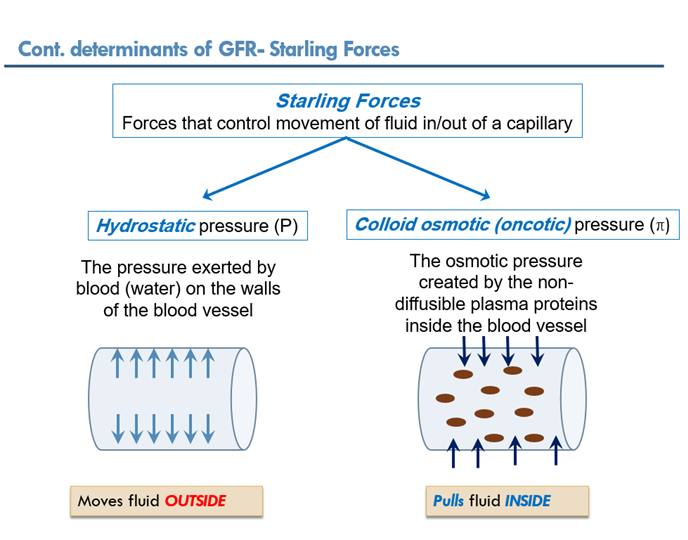 Cont. determinants of GFR- Starling Forces
Starling Forces
Forces that control movement of fluid in/out of a capillary
Hydrostatic pressure (P)
Colloid osmotic (oncotic) pressure (π)
The pressure exerted by
blood (water) on the walls
of the blood vessel
The osmotic pressure
created by the non-
diffusible plasma proteins
inside the blood vessel
Moves fluid OUTSIDE
Pulls fluid INSIDE